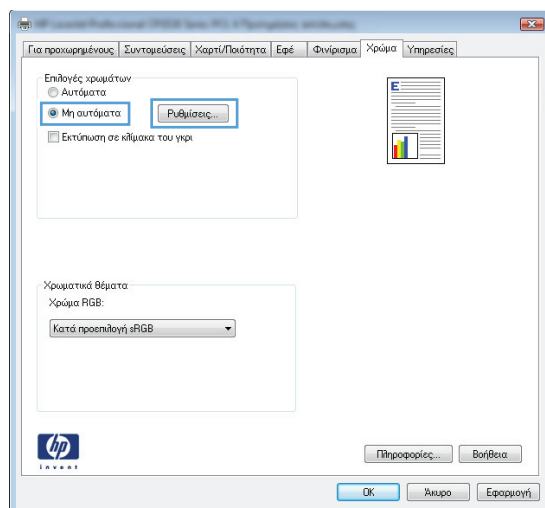 Για προχωρημένους Συντομεύσεις Χαρτί/Ποιότητα Εφέ Φινίρισμα Χρώμα Υπηρεσίες
Επιλογές χρωμάτων
Αυτόματα
Μη αυτόματα Ρυθμίσεις...
Εκτύπωση σε κλίμακα του γκρι
E
Χρωματικά θέματα
Χρώμα RGB:
Κατά προεπιλογή sRGB
hp
invent
Πληροφορίες... Βοήθεια
OK Άκυρο Εφαρμογή